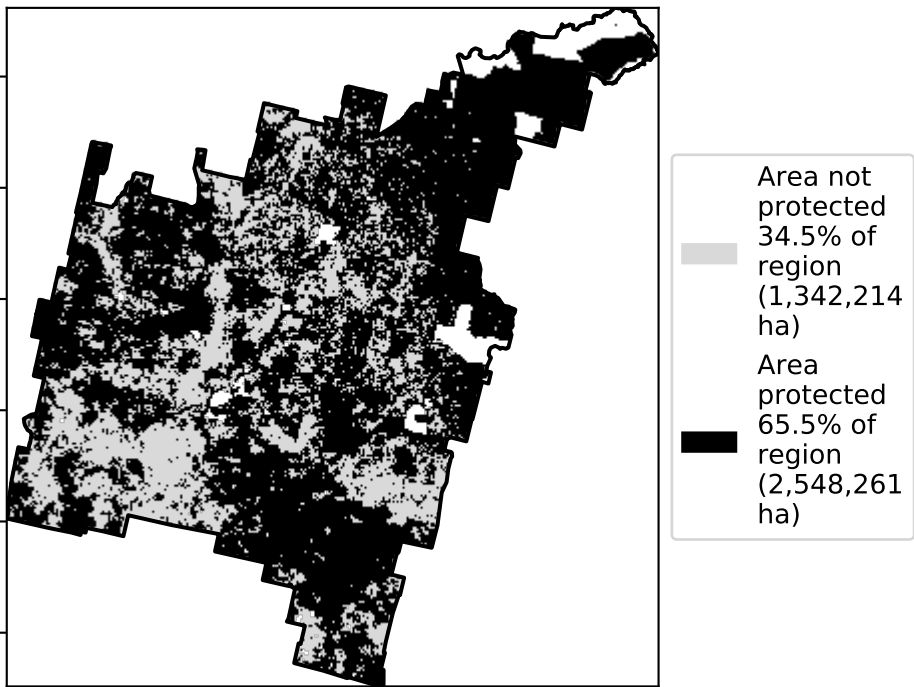 Area not
protected
34.5% of
region
(1,342,214
ha)
Area
protected
65.5% of
region
(2,548,261
ha)